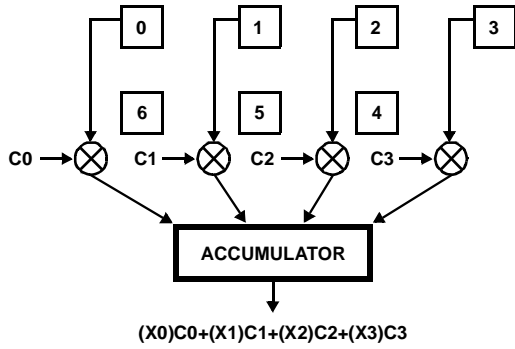 0 1 2 3
6 5 4
C0 C1 C2 C3
ACCUMULATOR
(X0)C0+(X1)C1+(X2)C2+(X3)C3